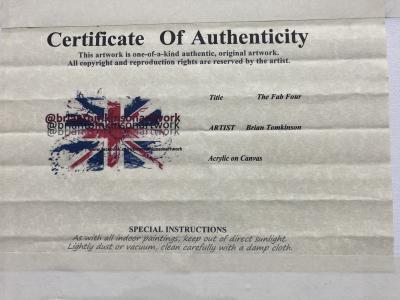 Certificate Of Authenticity
This artwork is one-of-a-kind authentic, original artwork.
All copyright and reproduction rights are reserved by the artist.
Title The Fab Four
@briantomkinsonartwork
ARTIST Brian Tomkinson
Acrylic on Canvas
SPECIAL INSTRUCTIONS
As with all indoor paintings, keep out of direct sunlight.
Lightly dust or vacuum, clean carefully with a damp cloth.